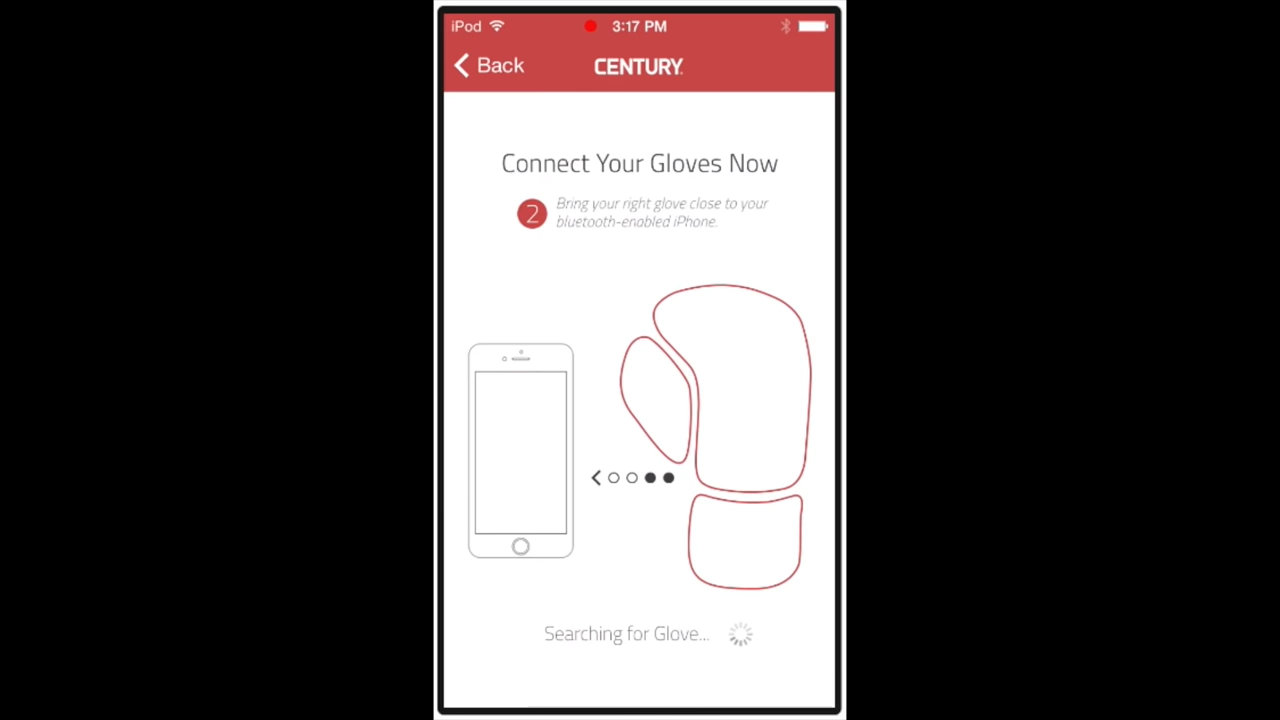 iPod 3:17 PM
Back CENTURY
Connect Your Gloves Now
2 Bring your right glove close to your
bluetooth-enabled iPhone.
Searching for Glove...